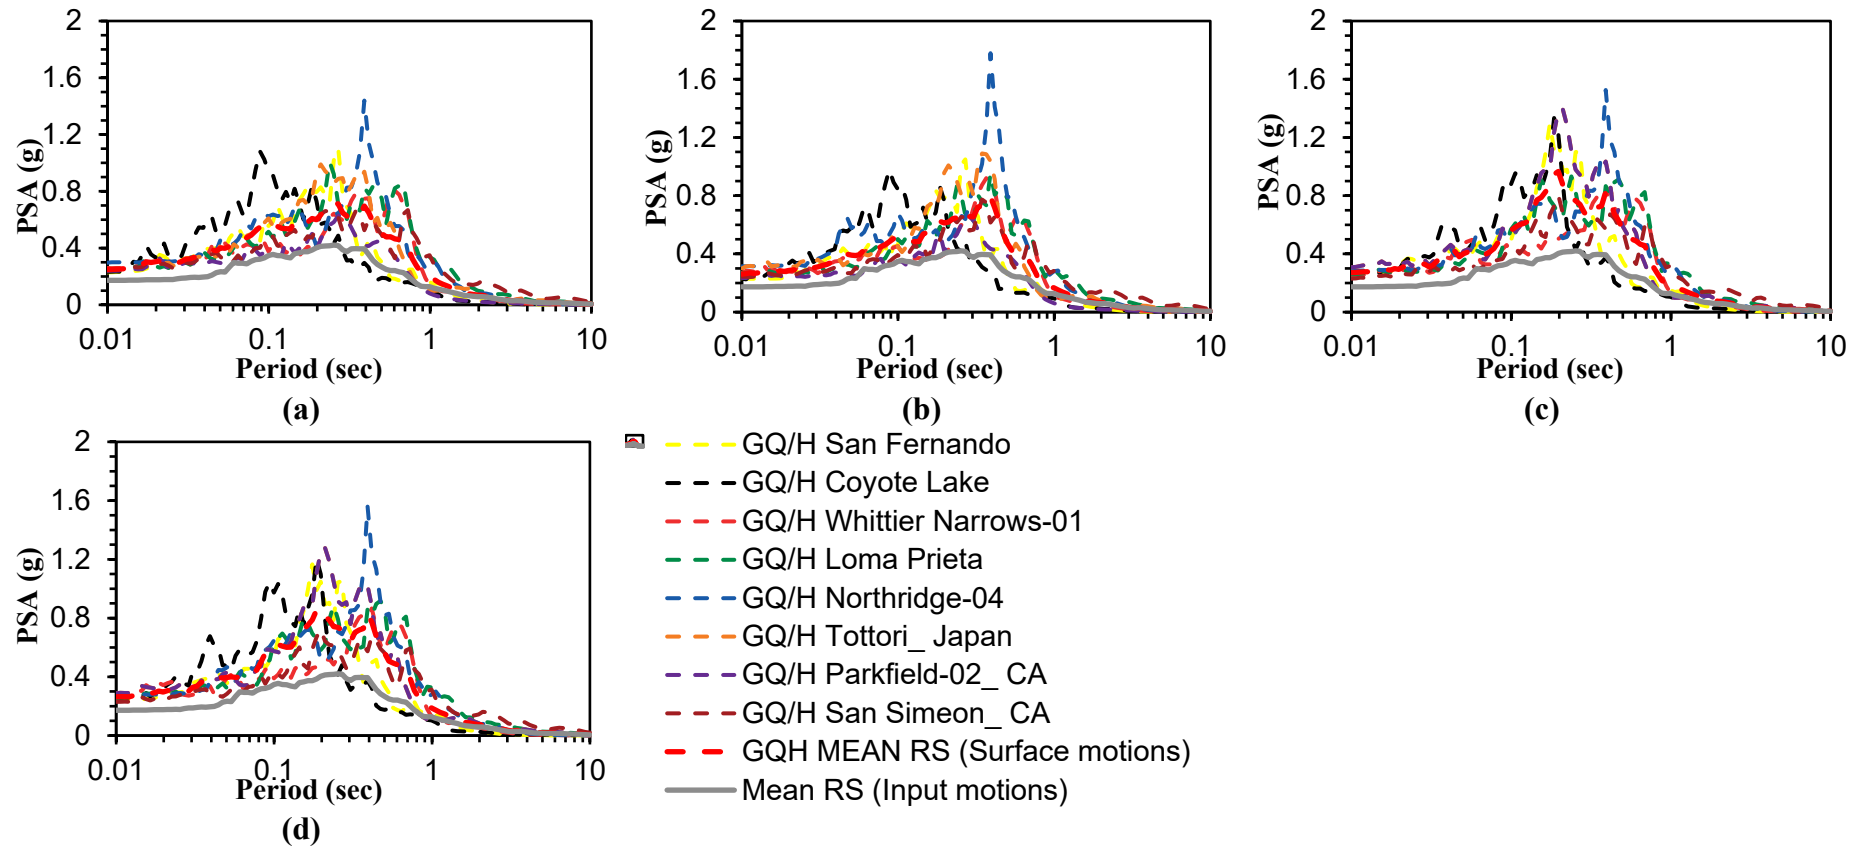 2
1.6
1.2
0.8
0.4
0
PSA (g)
0.01
0.1
1
10
Period (sec)
(a)
2
1.6
1.2
0.8
0.4
0
PSA (g)
0.01
0.1
1
10
Period (sec)
(b)
2
1.6
1.2
0.8
0.4
0
PSA (g)
0.01
0.1
1
10
Period (sec)
(c)
2
1.6
1.2
0.8
0.4
0
PSA (g)
0.01
0.1
1
10
Period (sec)
(d)
GQ/H San Fernando
GQ/H Coyote Lake
GQ/H Whittier Narrows-01
GQ/H Loma Prieta
GQ/H Northridge-04
GQ/H Tottori_ Japan
GQ/H Parkfield-02_ CA
GQ/H San Simeon_ CA
GQH MEAN RS (Surface motions)
Mean RS (Input motions)